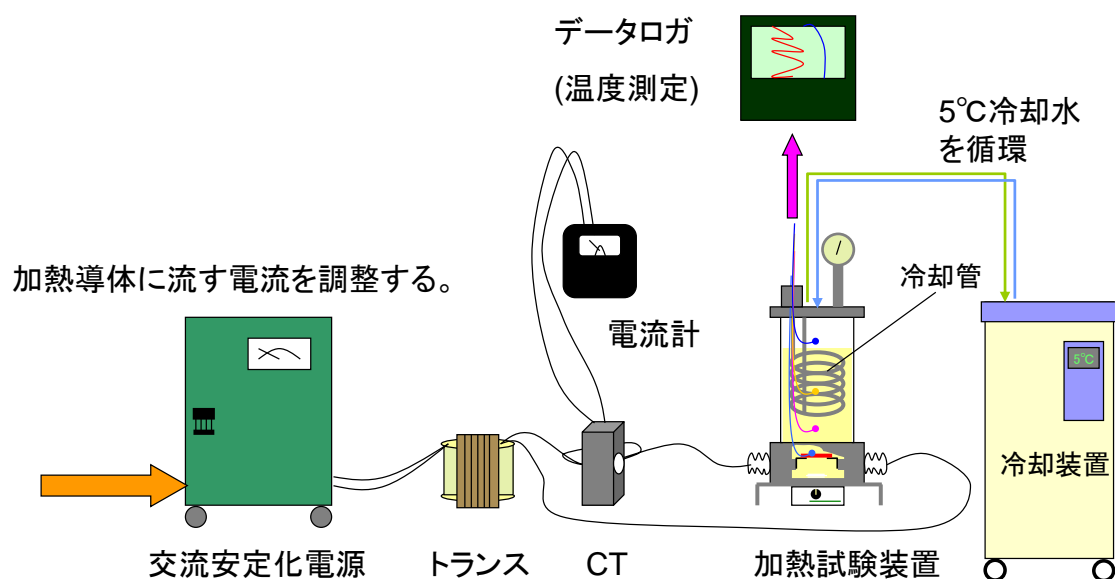 データロガ
(温度測定)
5℃冷却水
を循環
加熱導体に流す電流を調整する。
冷却管
電流計
5℃
冷却装置
交流安定化電源
トランス
CT
加熱試験装置